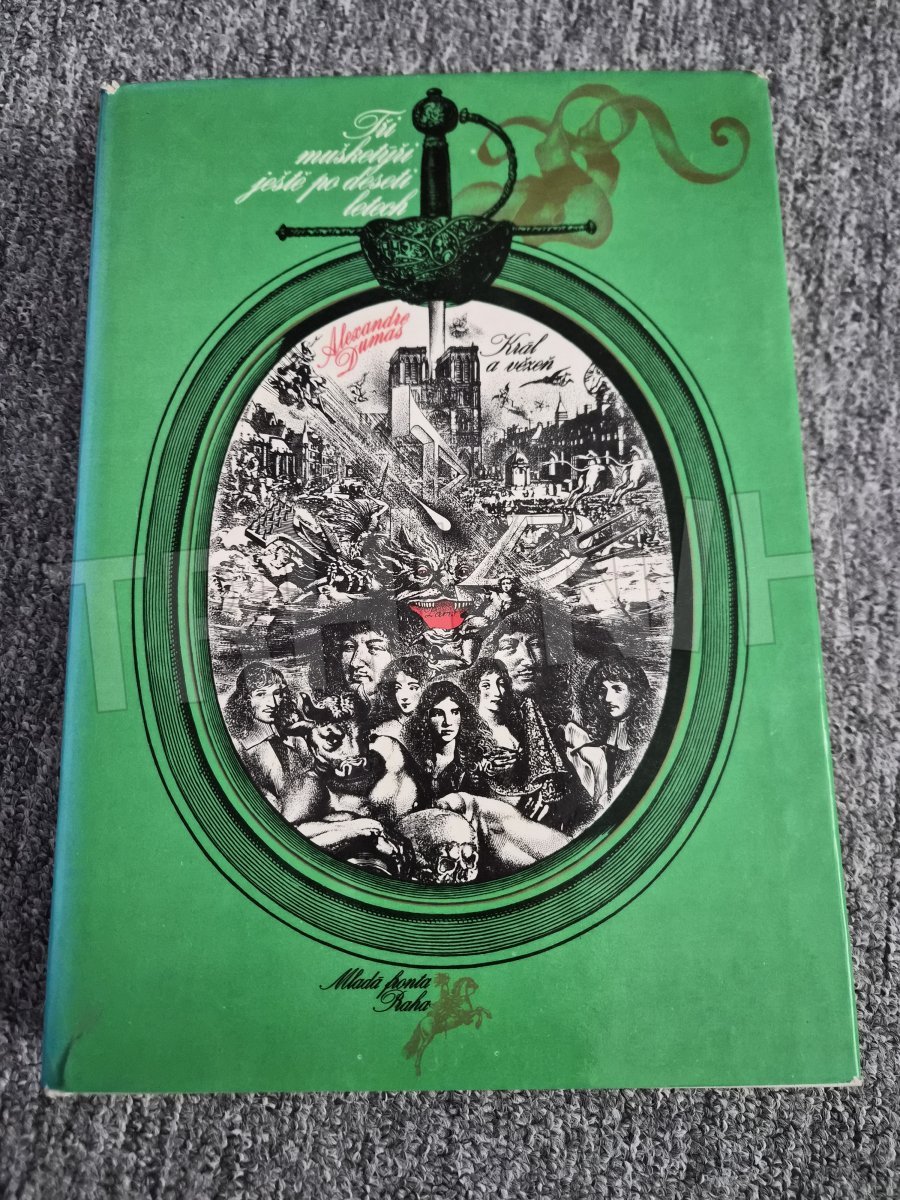 Tři
mušketýři
ještě po deseti
letech
Alexandre
Dumas
Král
a vězeň
Mladá fronta
Praha